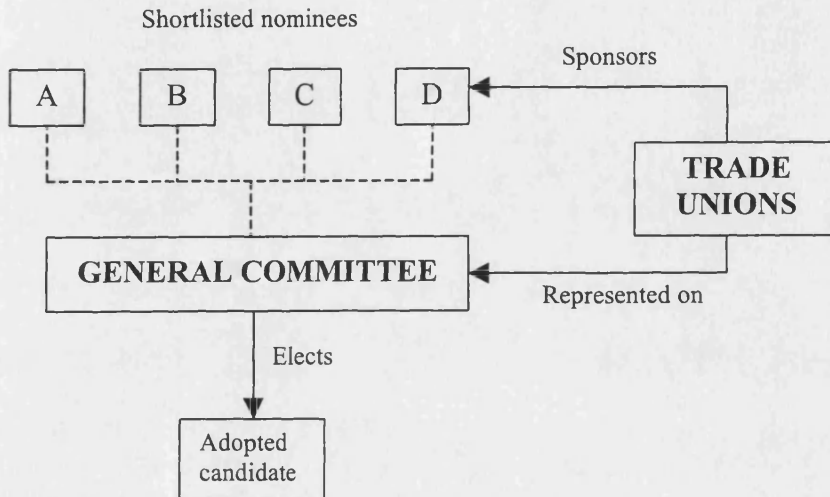 Shortlisted nominees
Sponsors
A B C D
TRADE
UNIONS
GENERAL COMMITTEE
Represented on
Elects
Adopted
candidate